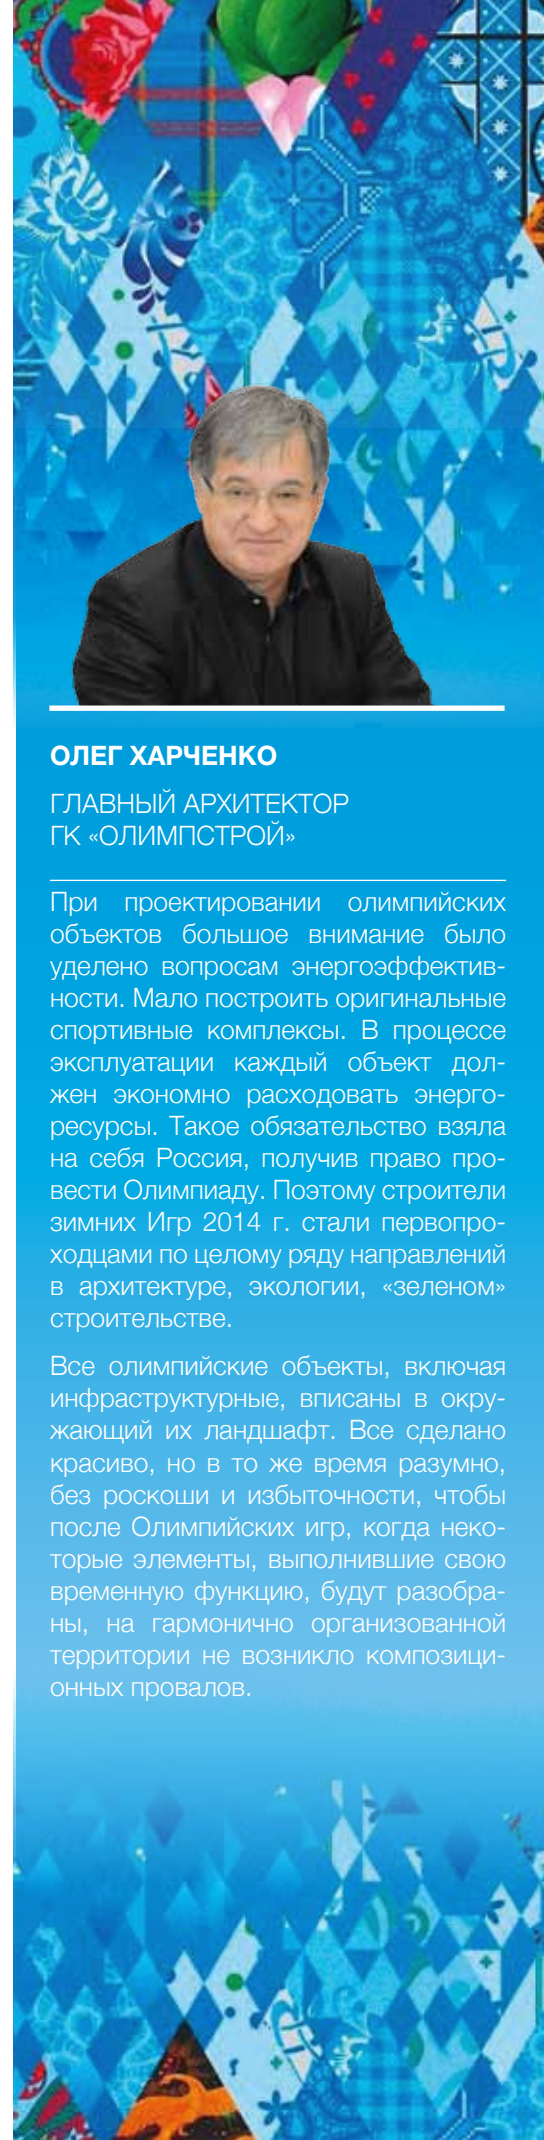 ОЛЕГ ХАРЧЕНКО
ГЛАВНЫЙ АРХИТЕКТОР
ГК «ОЛИМПСТРОЙ»
При проектировании олимпийских
объектов большое внимание было
уделено вопросам энергоэффектив-
ности. Мало построить оригинальные
спортивные комплексы. В процессе
эксплуатации каждый объект дол-
жен экономно расходовать энерго-
ресурсы. Такое обязательство взяла
на себя Россия, получив право про-
вести Олимпиаду. Поэтому строители
зимних Игр 2014 г. стали первопро-
ходцами по целому ряду направлений
в архитектуре, экологии, «зеленом»
строительстве.
Все олимпийские объекты, включая
инфраструктурные, вписаны в окру-
жающий их ландшафт. Все сделано
красиво, но в то же время разумно,
без роскоши и избыточности, чтобы
после Олимпийских игр, когда неко-
торые элементы, выполнившие свою
временную функцию, будут разобра-
ны, на гармонично организованной
территории не возникло композици-
онных провалов.